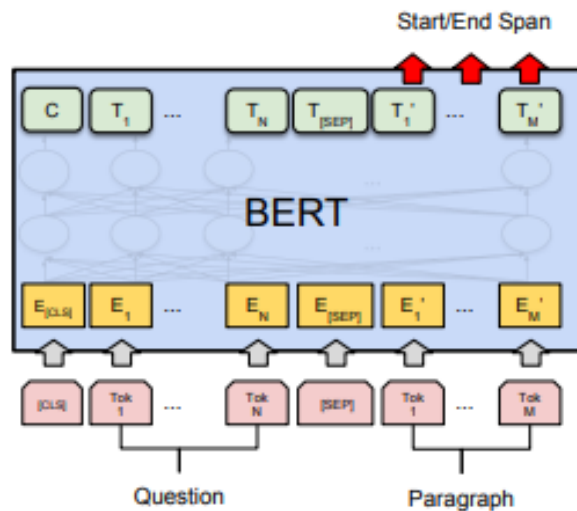 Start/End Span
C T1 ... TN T[SEP] T1' ... TM'
...
BERT
...
E[CLS] E1 ... EN E[SEP] E1' ... EM'
[CLS] Tok 1 ... Tok N [SEP] Tok 1 ... Tok M
Question Paragraph